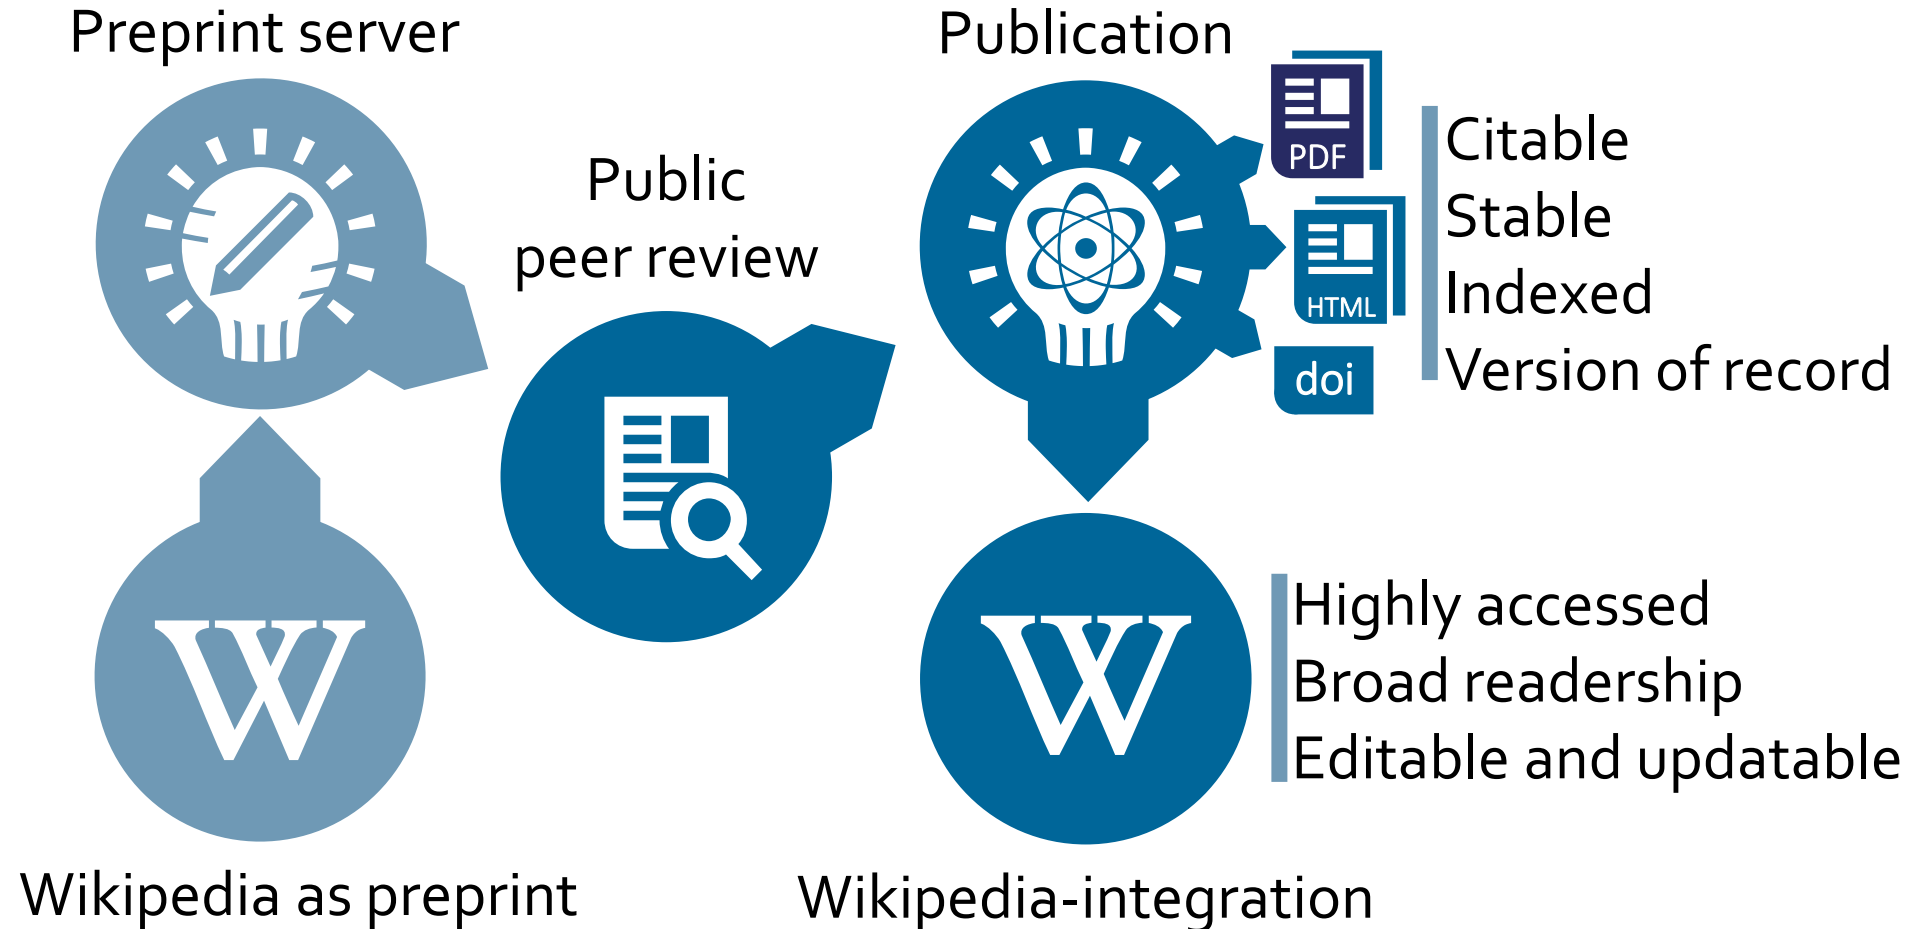 Preprint server
Public
peer review
Publication
PDF
HTML
doi
Citable
Stable
Indexed
Version of record
W
Wikipedia as preprint
W
Wikipedia-integration
Highly accessed
Broad readership
Editable and updatable